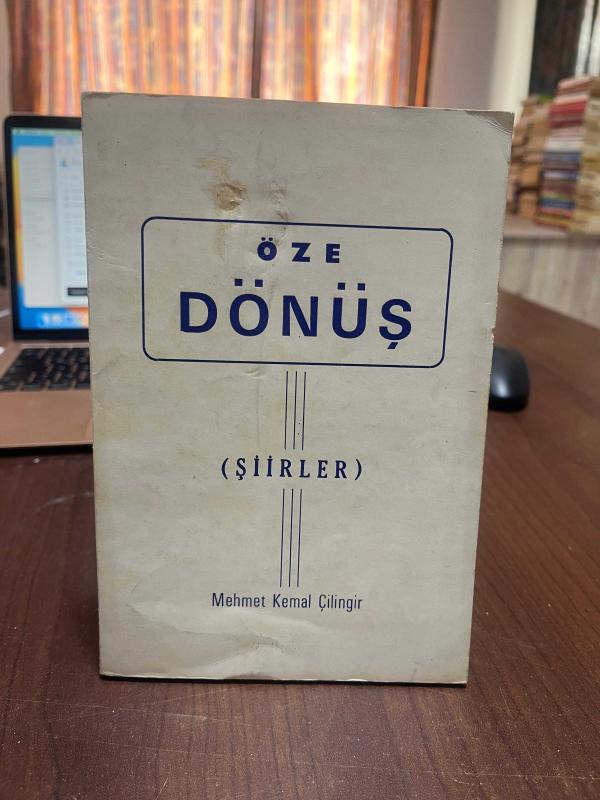 ÖZE
DÖNÜŞ
(ŞİİRLER)
Mehmet Kemal Çilingir